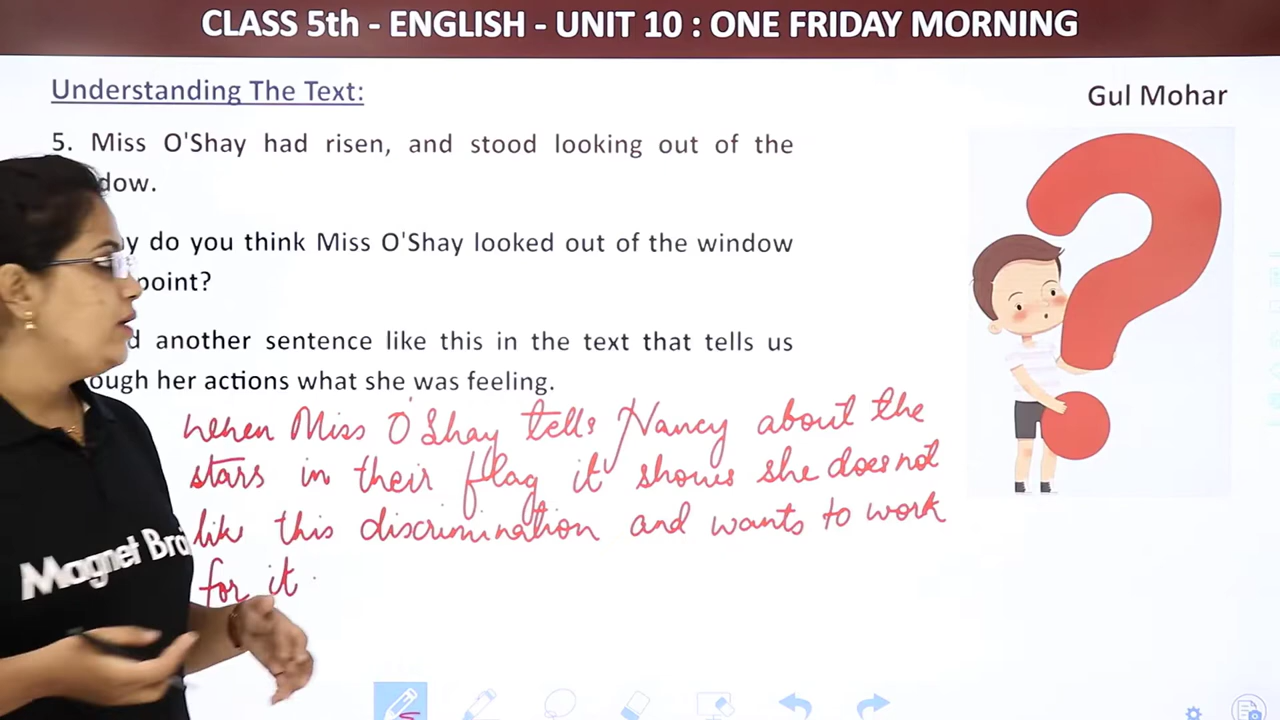 CLASS 5th - ENGLISH - UNIT 10 : ONE FRIDAY MORNING
Understanding The Text:
Gul Mohar
5. Miss O'Shay had risen, and stood looking out of the
dow.
y do you think Miss O'Shay looked out of the window
point?
d another sentence like this in the text that tells us
ough her actions what she was feeling.
When Miss O'Shay tells Nancy about the
stars in their flag it shows she does not
like this discrimination and wants to work
for it.
Magnet Brai